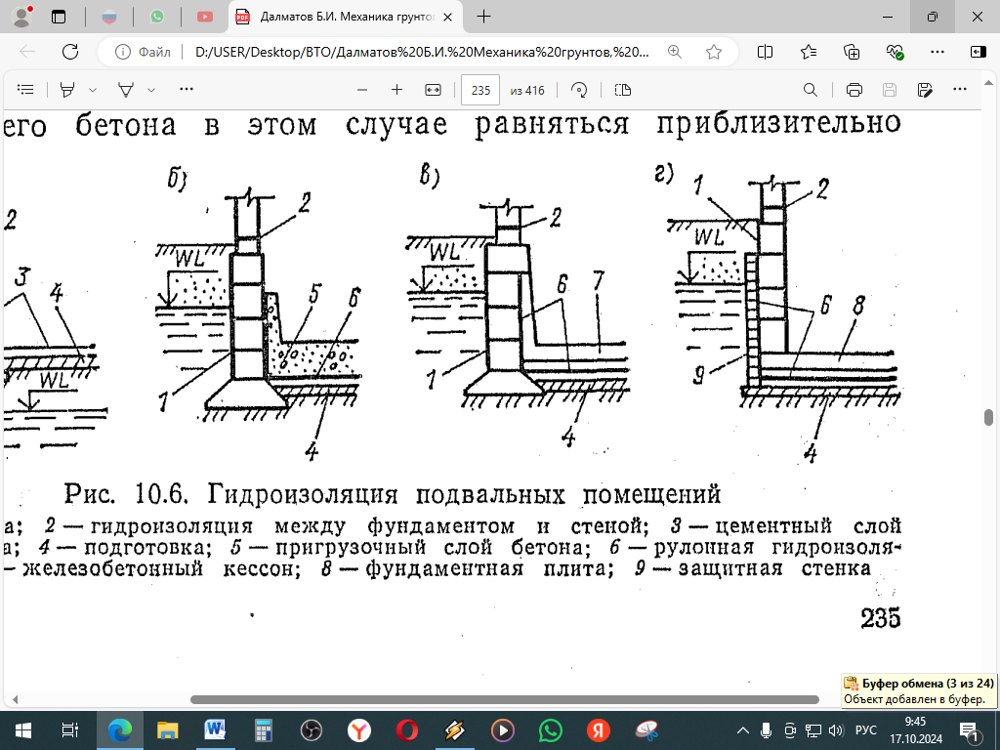 Далматов Б.И. Механика грунто
Файл
D:/USER/Desktop/ВТО/Далматов%20Б.И.%20Механика%20грунтов,%20...
235 из 416
его бетона в этом случае равняться приблизительно
б) в) г)
2 2 2 1 2
WL WL WL
3 4 5 6 6 7 6 8
WL
1 1 9
4 4 4
Рис. 10.6. Гидроизоляция подвальных помещений
а; 2 — гидроизоляция между фундаментом и стеной; 3 — цементный слой
а; 4 — подготовка; 5 — пригрузочный слой бетона; 6 — рулонная гидроизоля-
— железобетонный кессон; 8 — фундаментная плита; 9 — защитная стенка
235
Буфер обмена (3 из 24)
Объект добавлен в буфер.
РУС
9:45
17.10.2024
1